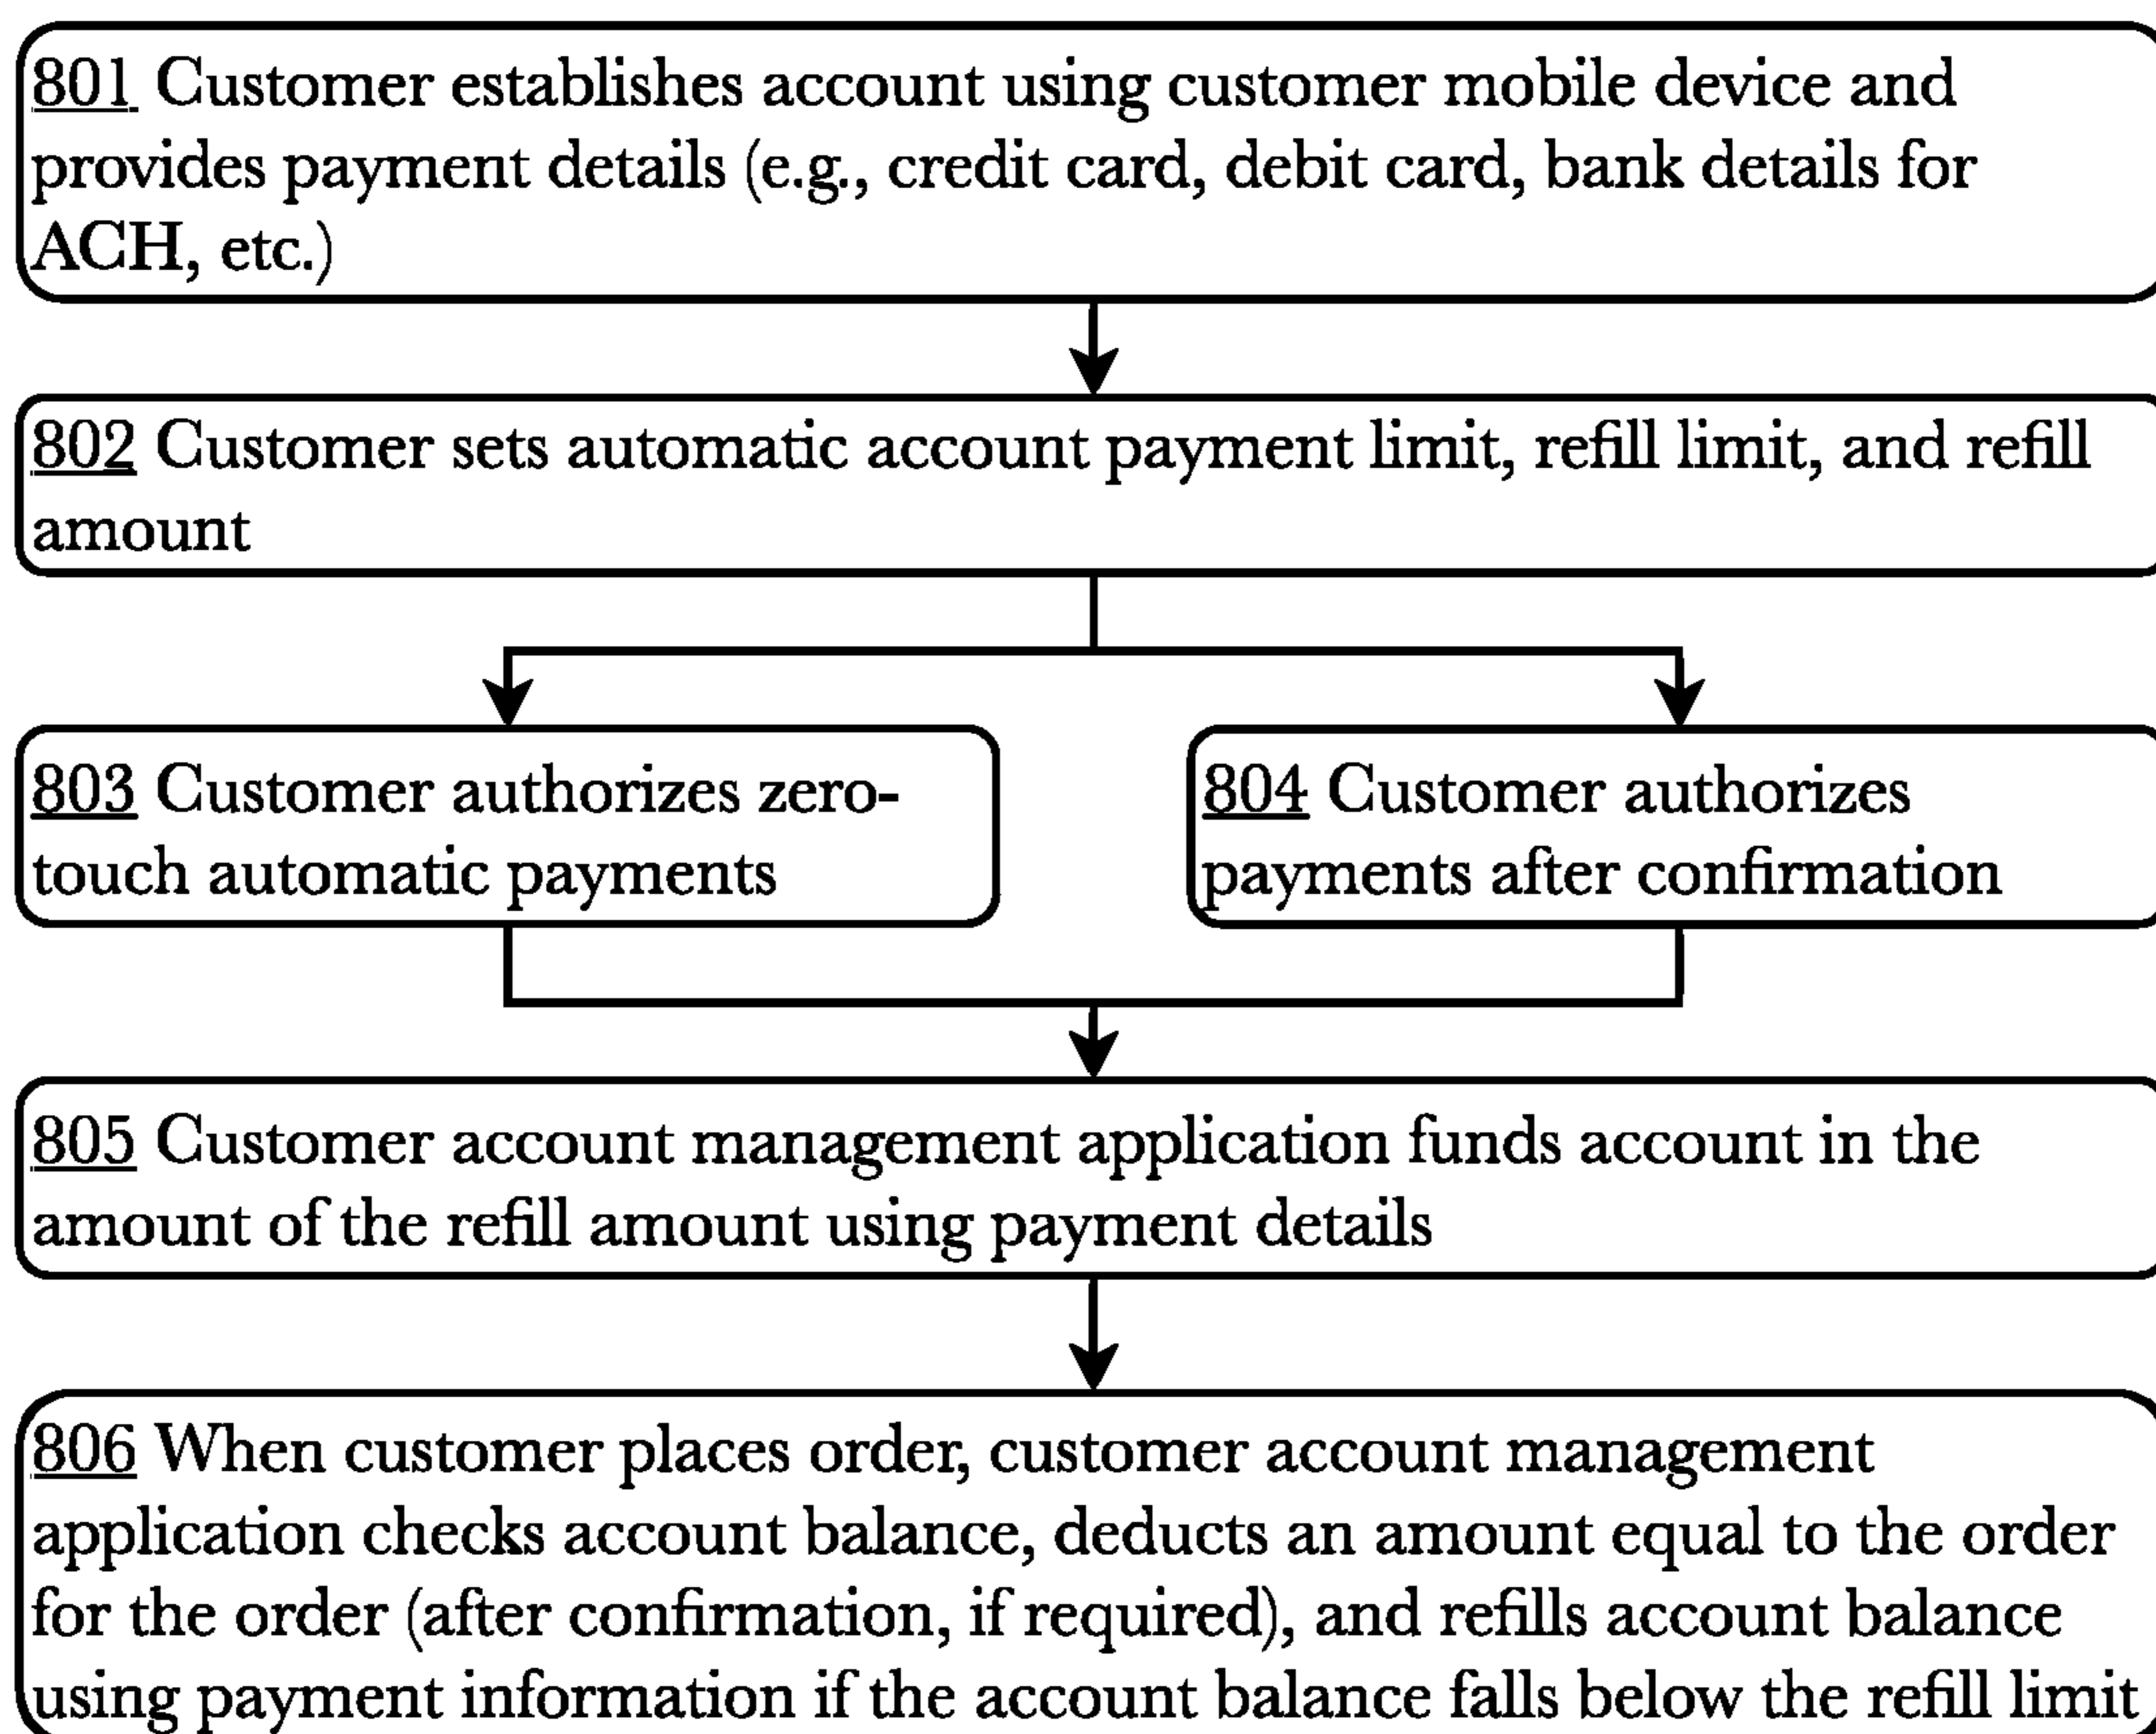 801 Customer establishes account using customer mobile device and
provides payment details (e.g., credit card, debit card, bank details for
ACH, etc.)
802 Customer sets automatic account payment limit, refill limit, and refill
amount
803 Customer authorizes zero-
touch automatic payments
804 Customer authorizes
payments after confirmation
805 Customer account management application funds account in the
amount of the refill amount using payment details
806 When customer places order, customer account management
application checks account balance, deducts an amount equal to the order
for the order (after confirmation, if required), and refills account balance
using payment information if the account balance falls below the refill limit